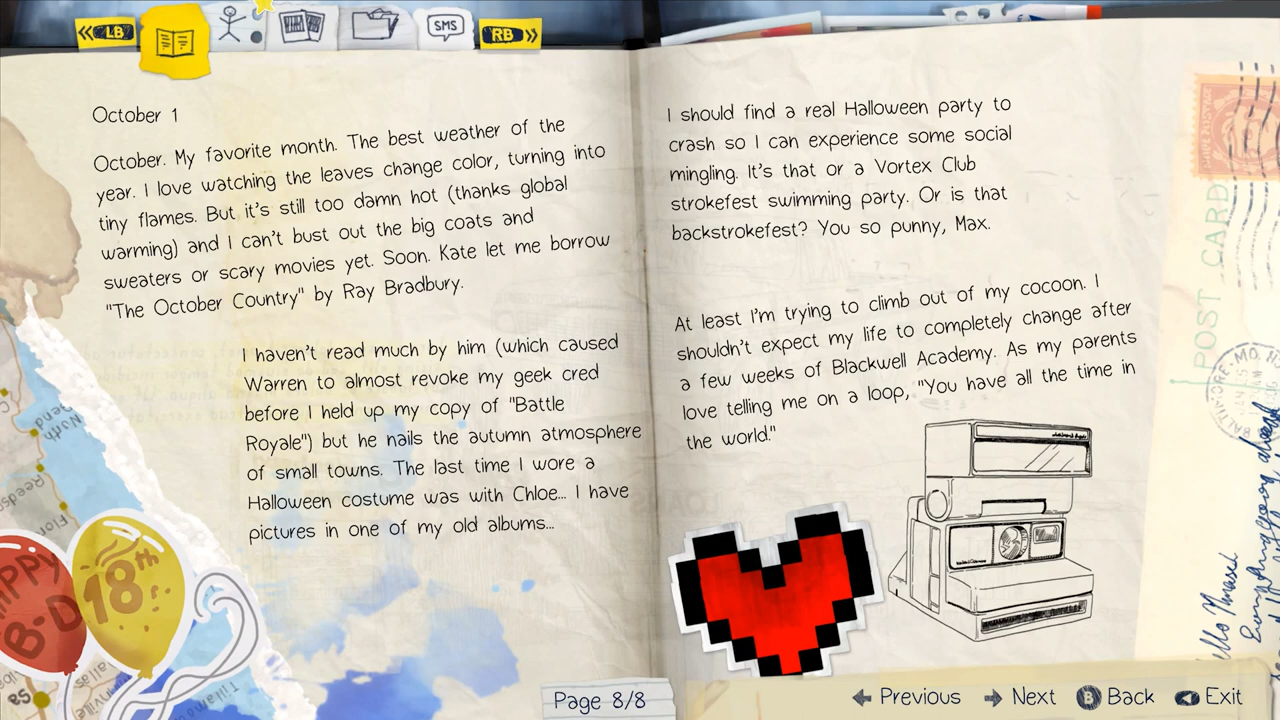 LB
SMS
RB
October 1
October. My favorite month. The best weather of the
year. I love watching the leaves change color, turning into
tiny flames. But it's still too damn hot (thanks global
warming) and I can't bust out the big coats and
sweaters or scary movies yet. Soon. Kate let me borrow
"The October Country" by Ray Bradbury.
I haven't read much by him (which caused
Warren to almost revoke my geek cred
before I held up my copy of "Battle
Royale") but he nails the autumn atmosphere
of small towns. The last time I wore a
Halloween costume was with Chloe... I have
pictures in one of my old albums...
I should find a real Halloween party to
crash so I can experience some social
mingling. It's that or a Vortex Club
strokefest swimming party. Or is that
backstrokefest? You so punny, Max.
At least I'm trying to climb out of my cocoon. I
shouldn't expect my life to completely change after
a few weeks of Blackwell Academy. As my parents
love telling me on a loop, "You have all the time in
the world."
POST CARD
North
Bend
Reedsp
Flor
B-D
18th
Tillamo
Page 8/8
Previous
Next
B Back
Exit